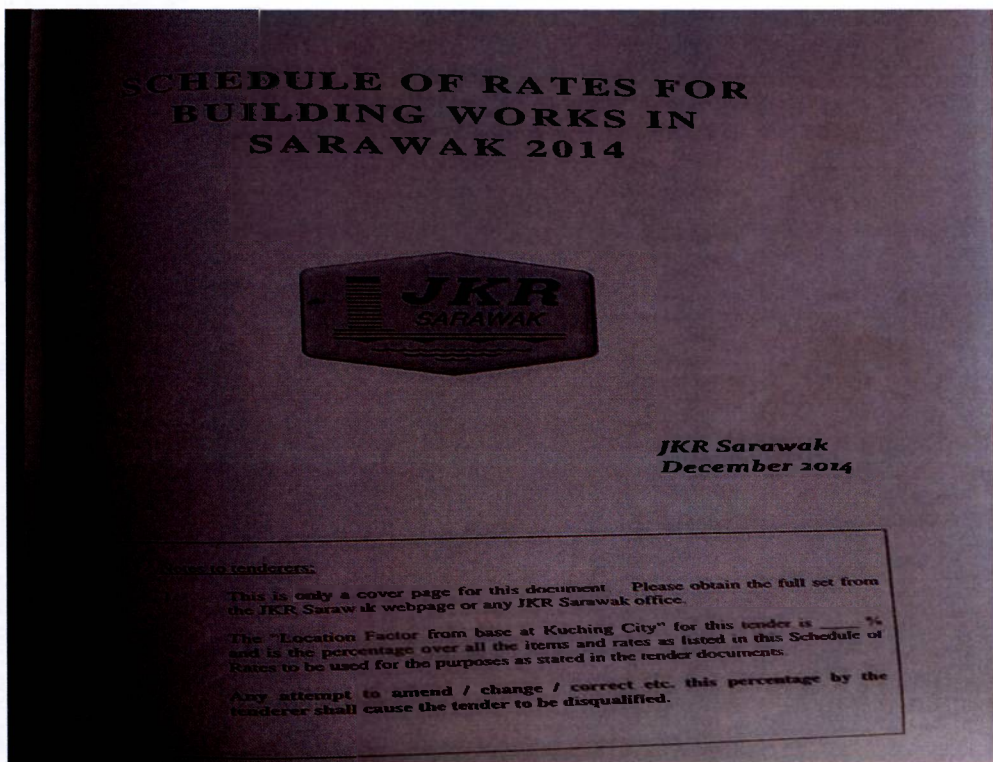 SCHEDULE OF RATES FOR
BUILDING WORKS IN
SARAWAK 2014
JKR
SARAWAK
JKR Sarawak
December 2014
Notes to tenderers:
This is only a cover page for this document. Please obtain the full set from
the JKR Sarawak webpage or any JKR Sarawak office.
The "Location Factor from base at Kuching City" for this tender is ____ %
and is the percentage over all the items and rates as listed in this Schedule of
Rates to be used for the purposes as stated in the tender documents.
Any attempt to amend / change / correct etc. this percentage by the
tenderer shall cause the tender to be disqualified.